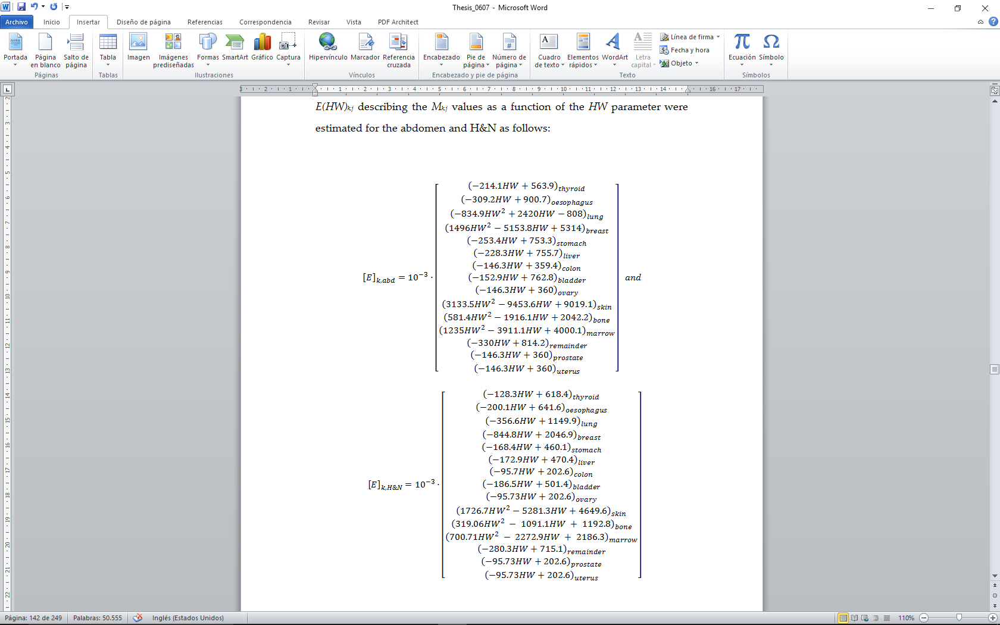 Thesis_0607 - Microsoft Word
Archivo Inicio Insertar Diseño de página Referencias Correspondencia Revisar Vista PDF Architect
Portada Página en blanco Salto de página
Páginas
Tabla
Tablas
Imagen Imágenes prediseñadas Formas SmartArt Gráfico Captura
Ilustraciones
Hipervínculo Marcador Referencia cruzada
Vínculos
Encabezado Pie de página Número de página
Encabezado y pie de página
Cuadro de texto Elementos rápidos WordArt Letra capital Línea de firma Fecha y hora Objeto
Texto
Ecuación Símbolo
Símbolos
E(HW)kj describing the Mkj values as a function of the HW parameter were
estimated for the abdomen and H&N as follows:
(−214.1HW + 563.9)thyroid
(−309.2HW + 900.7)oesophagus
(−834.9HW² + 2420HW − 808)lung
(1496HW² − 5153.8HW + 5314)breast
(−253.4HW + 753.3)stomach
(−228.3HW + 755.7)liver
(−146.3HW + 359.4)colon
[E]k,abd = 10⁻³ · (−152.9HW + 762.8)bladder and
(−146.3HW + 360)ovary
(3133.5HW² − 9453.6HW + 9019.1)skin
(581.4HW² − 1916.1HW + 2042.2)bone
(1235HW² − 3911.1HW + 4000.1)marrow
(−330HW + 814.2)remainder
(−146.3HW + 360)prostate
(−146.3HW + 360)uterus
(−128.3HW + 618.4)thyroid
(−200.1HW + 641.6)oesophagus
(−356.6HW + 1149.9)lung
(−844.8HW + 2046.9)breast
(−168.4HW + 460.1)stomach
(−172.9HW + 470.4)liver
(−95.7HW + 202.6)colon
[E]k,H&N = 10⁻³ · (−186.5HW + 501.4)bladder
(−95.73HW + 202.6)ovary
(1726.7HW² − 5281.3HW + 4649.6)skin
(319.06HW² − 1091.1HW + 1192.8)bone
(700.71HW² − 2272.9HW + 2186.3)marrow
(−280.3HW + 715.1)remainder
(−95.73HW + 202.6)prostate
(−95.73HW + 202.6)uterus
Página: 142 de 249 Palabras: 50.555 Inglés (Estados Unidos) 110%